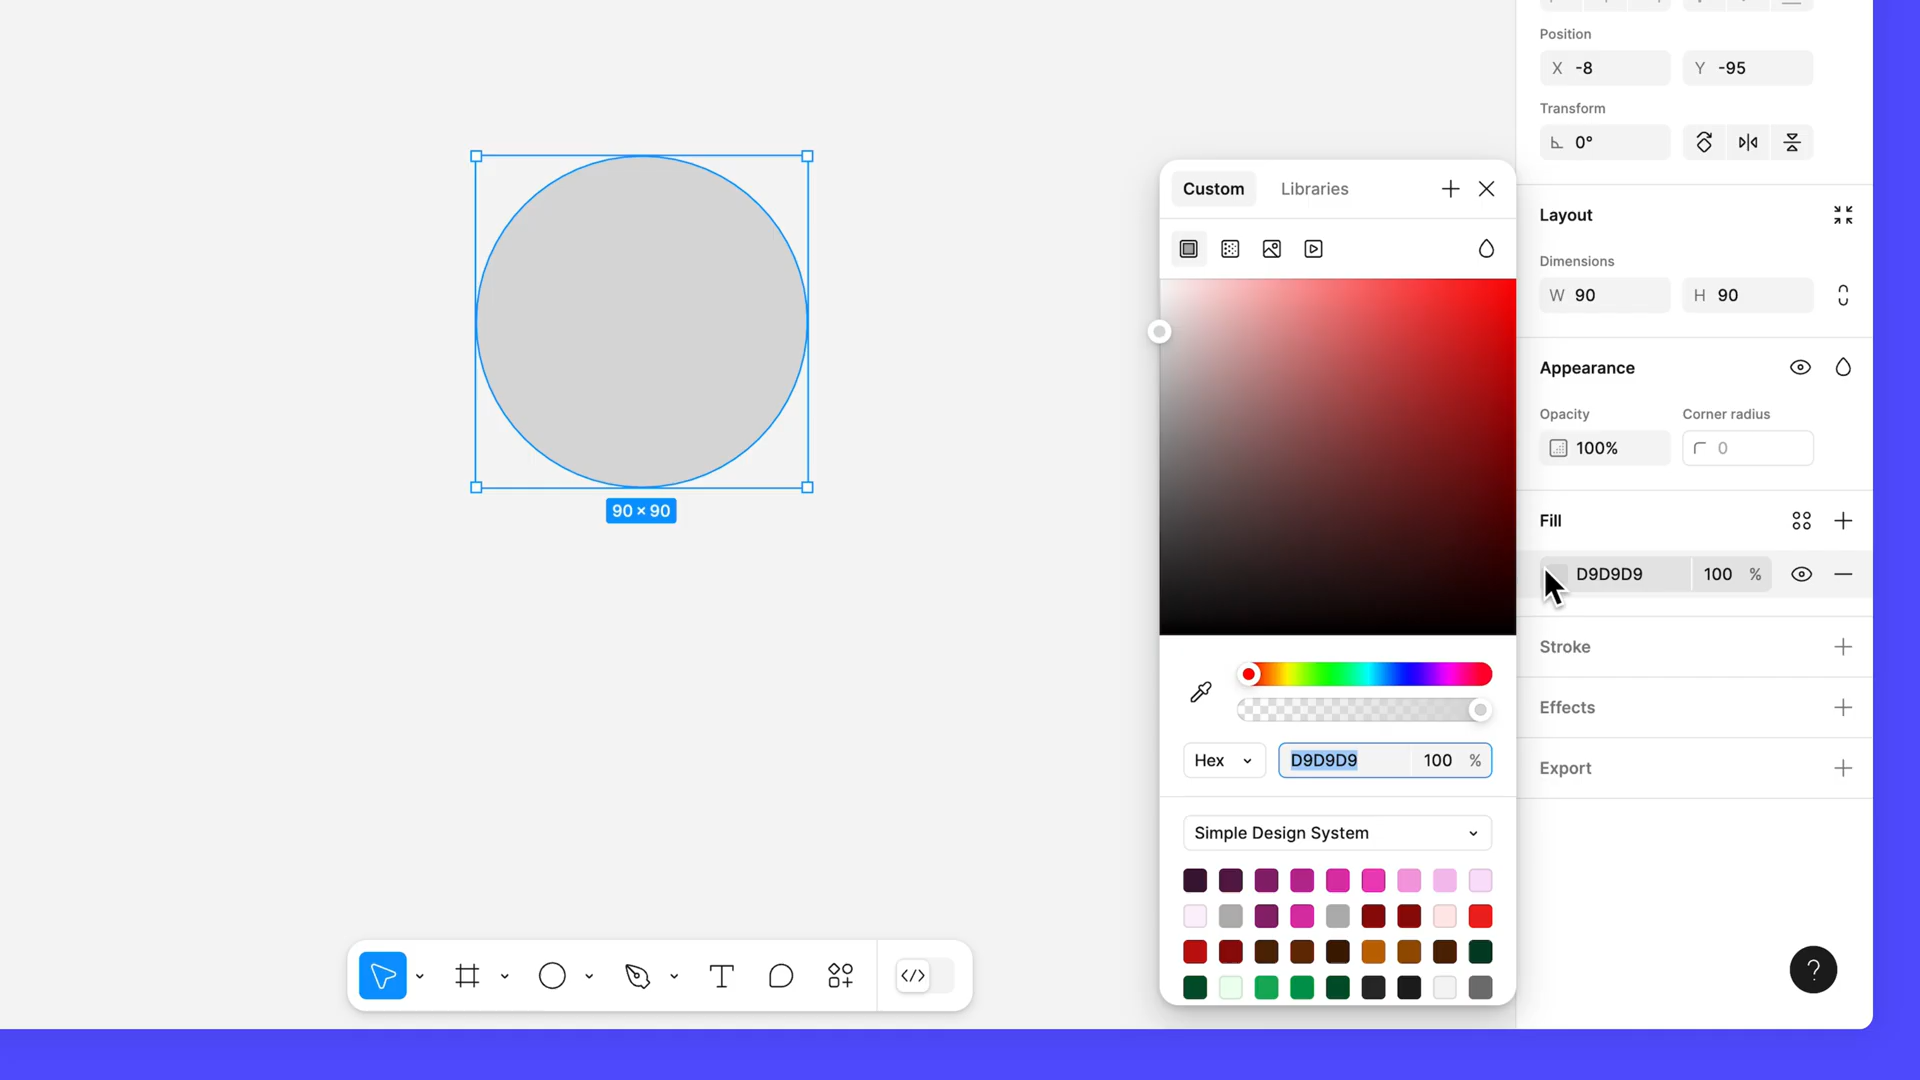 Position
X -8
Y -95
Transform
0°
Custom
Libraries
Layout
Dimensions
W 90
H 90
Appearance
Opacity
Corner radius
100%
0
90 × 90
Fill
D9D9D9
100 %
Stroke
Effects
Hex
D9D9D9
100 %
Export
Simple Design System
T
</>
?